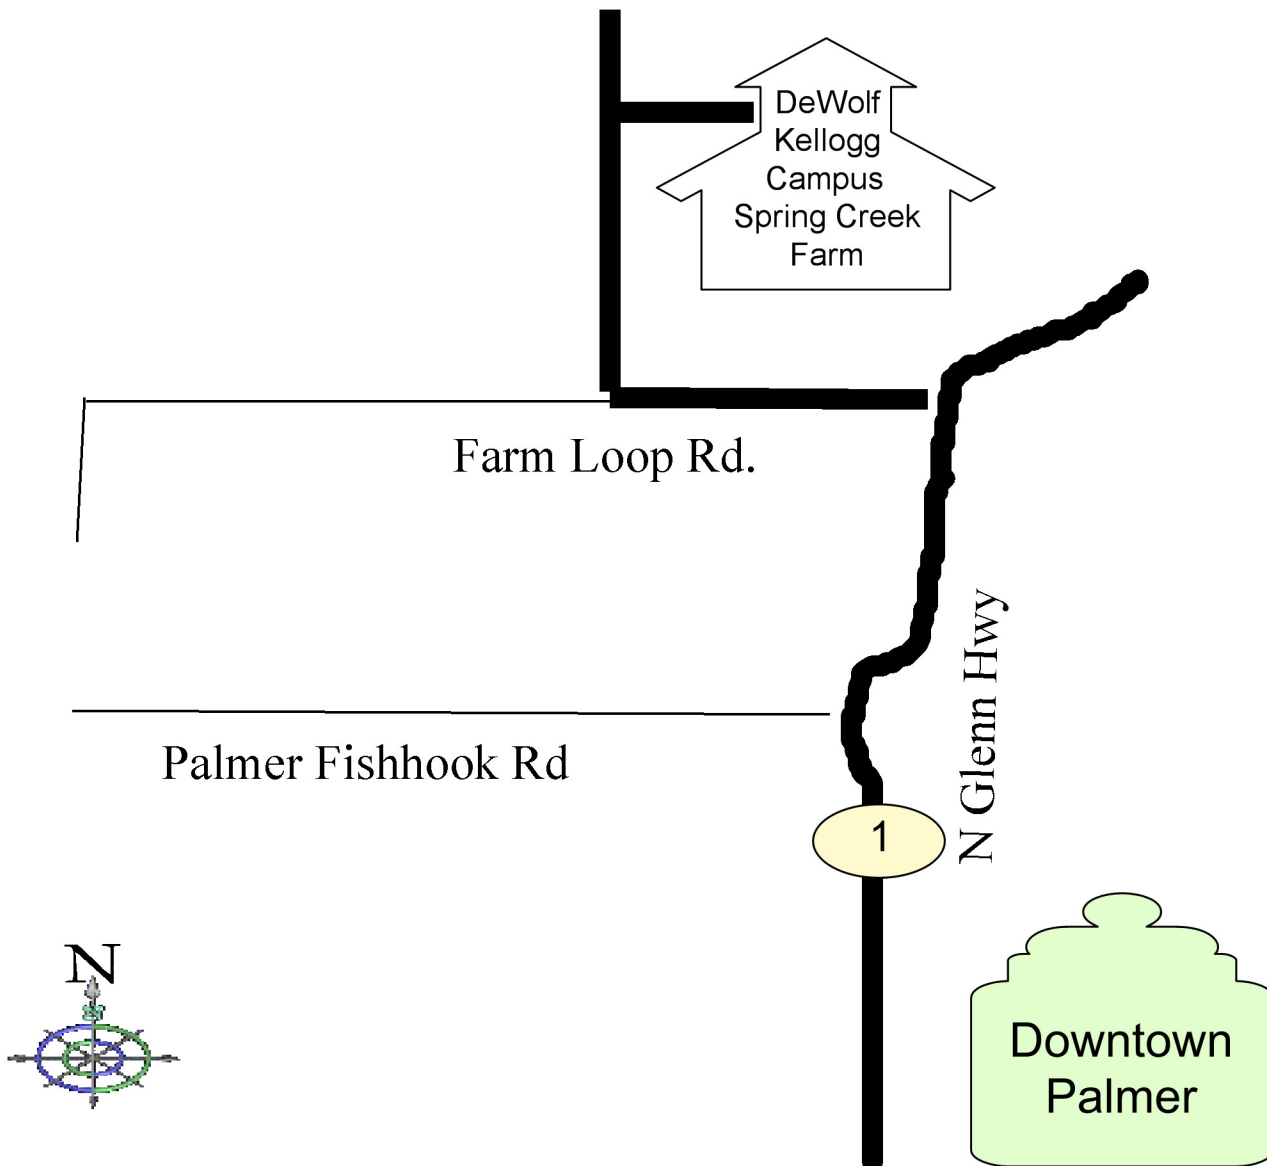 DeWolf
Kellogg
Campus
Spring Creek
Farm
Farm Loop Rd.
N Glenn Hwy
Palmer Fishhook Rd
1
N
Downtown
Palmer